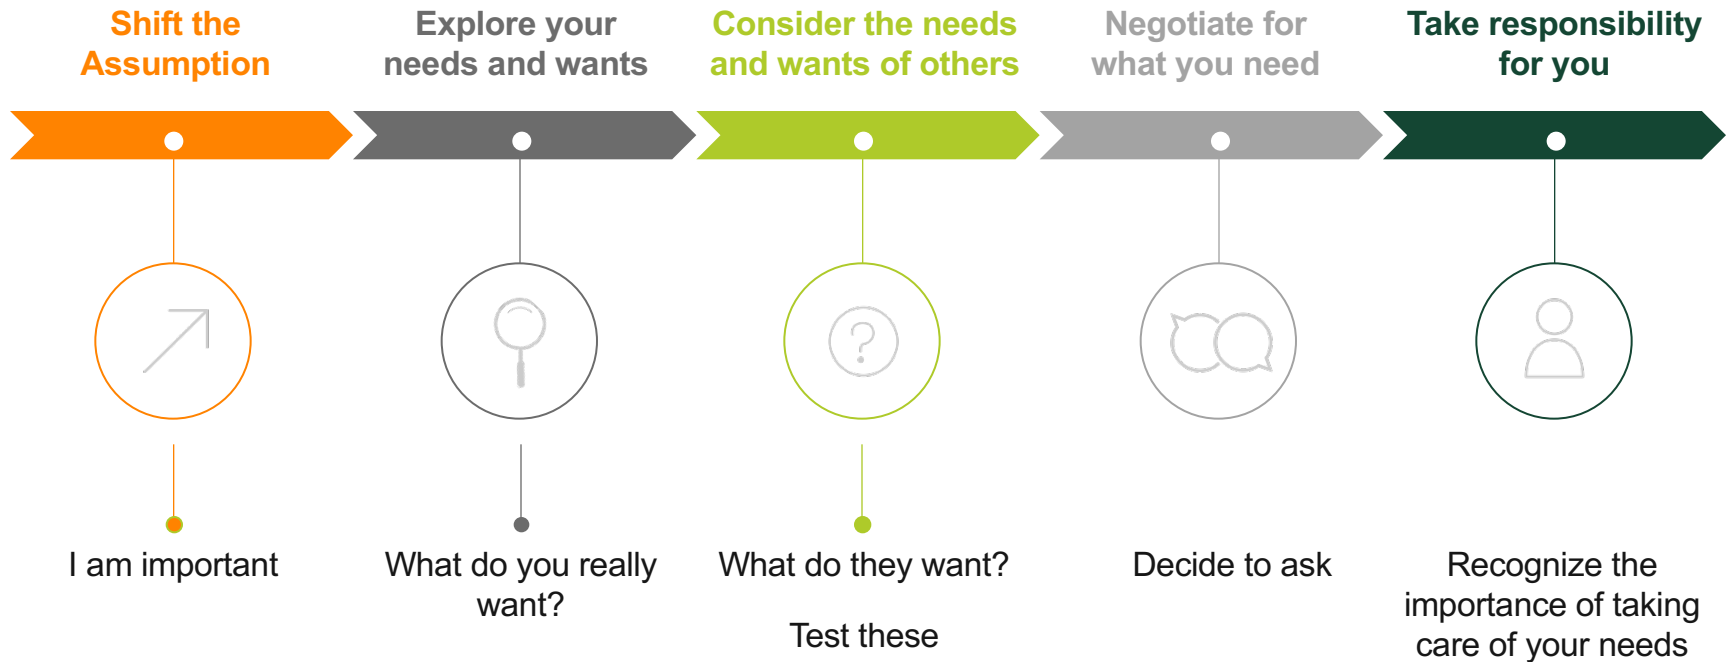 Shift the
Assumption
Explore your
needs and wants
Consider the needs
and wants of others
Negotiate for
what you need
Take responsibility
for you
?
I am important
What do you really
want?
What do they want?
Test these
Decide to ask
Recognize the
importance of taking
care of your needs